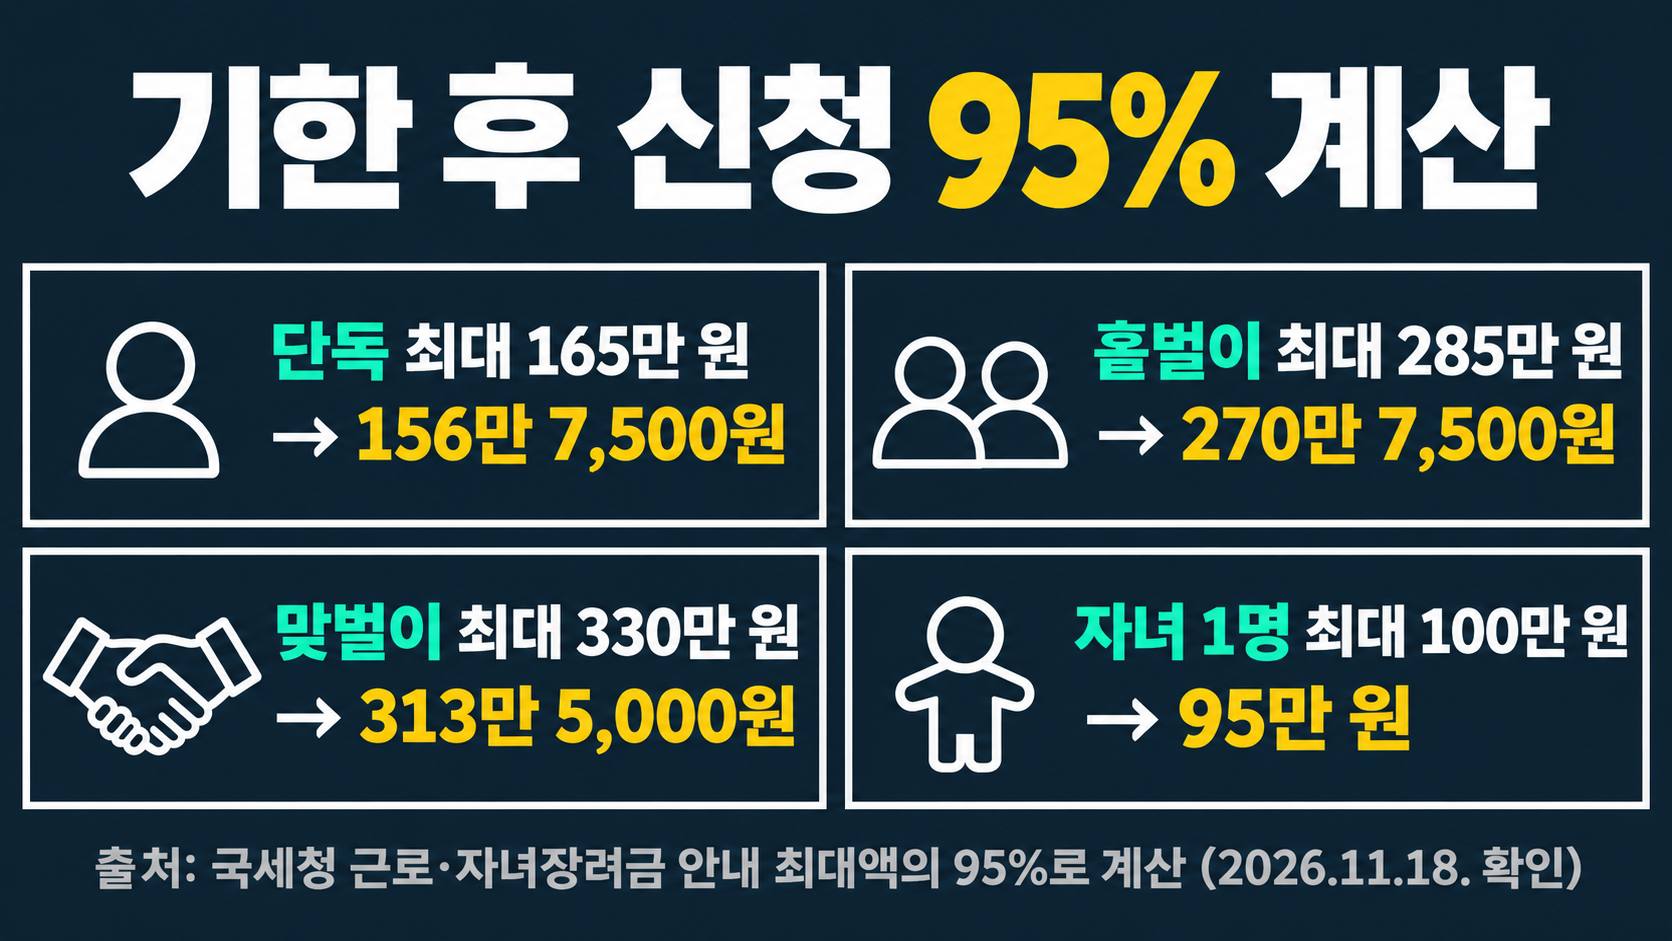 기한 후 신청 95% 계산
단독 최대 165만 원
→ 156만 7,500원
홀벌이 최대 285만 원
→ 270만 7,500원
맞벌이 최대 330만 원
→ 313만 5,000원
자녀 1명 최대 100만 원
→ 95만 원
출처: 국세청 근로·자녀장려금 안내 최대액의 95%로 계산 (2026.11.18. 확인)